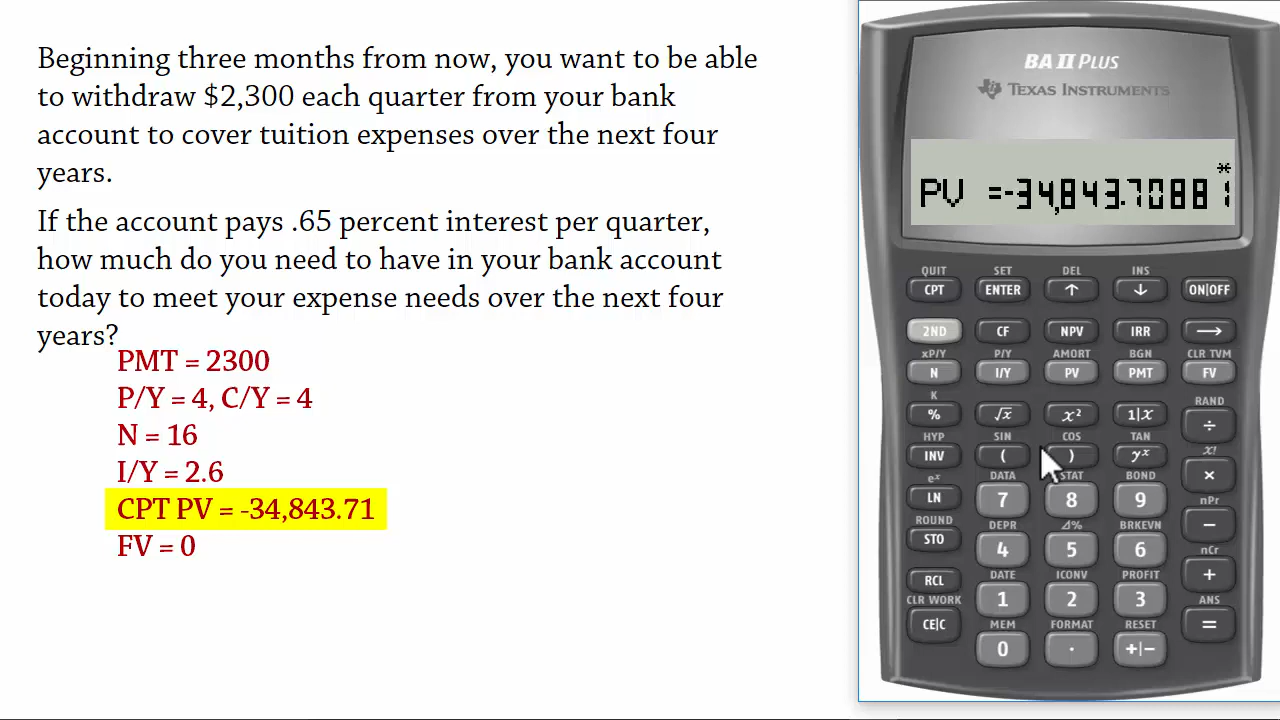 Beginning three months from now, you want to be able
to withdraw $2,300 each quarter from your bank
account to cover tuition expenses over the next four
years.
If the account pays .65 percent interest per quarter,
how much do you need to have in your bank account
today to meet your expense needs over the next four
years?
PMT = 2300
P/Y = 4, C/Y = 4
N = 16
I/Y = 2.6
CPT PV = -34,843.71
FV = 0
BA II PLUS
TEXAS INSTRUMENTS
*
PV =-34,843.70881
QUIT SET DEL INS
CPT ENTER ↑ ↓ ON|OFF
2ND CF NPV IRR →
xP/Y P/Y AMORT BGN CLR TVM
N I/Y PV PMT FV
K RAND
% √x x² 1|X ÷
HYP SIN COS TAN X!
INV ( ) yˣ ×
eˣ DATA STAT BOND nPr
LN 7 8 9 −
ROUND DEPR ⊿% BRKEVN nCr
STO 4 5 6 +
DATE ICONV PROFIT ANS
RCL 1 2 3 =
CLR WORK MEM FORMAT RESET
CE|C 0 . +|−